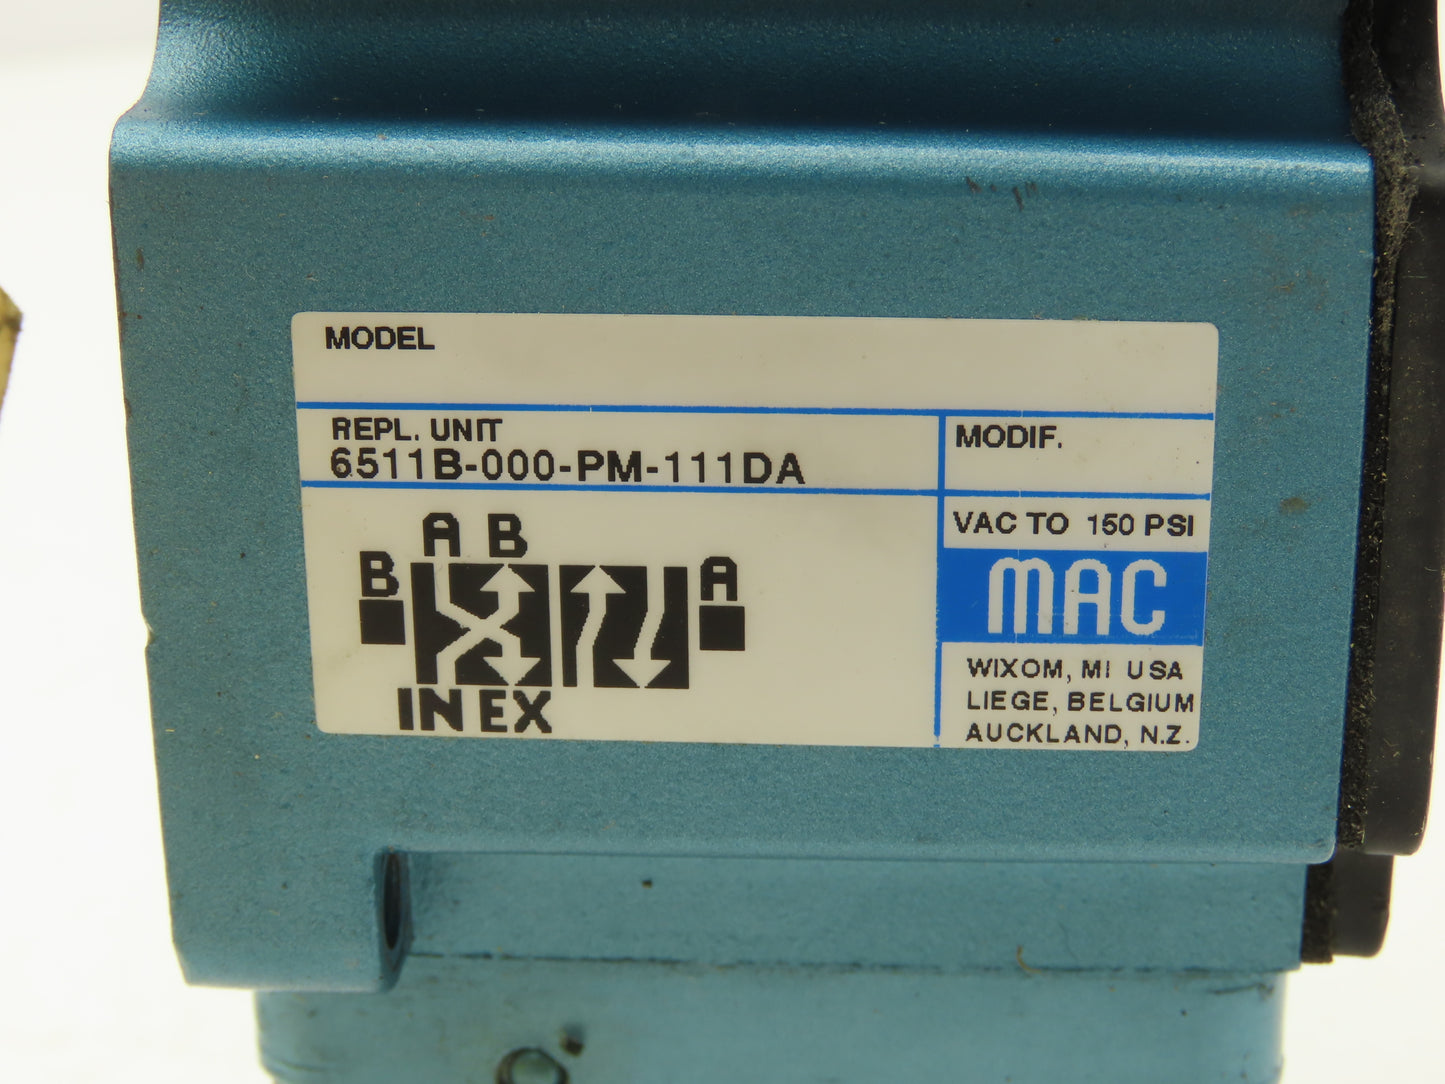 MODEL
REPL. UNIT
6511B-000-PM-111DA
MODIF.
VAC TO 150 PSI
A B
B
A
IN EX
MAC
WIXOM, MI USA
LIEGE, BELGIUM
AUCKLAND, N.Z.